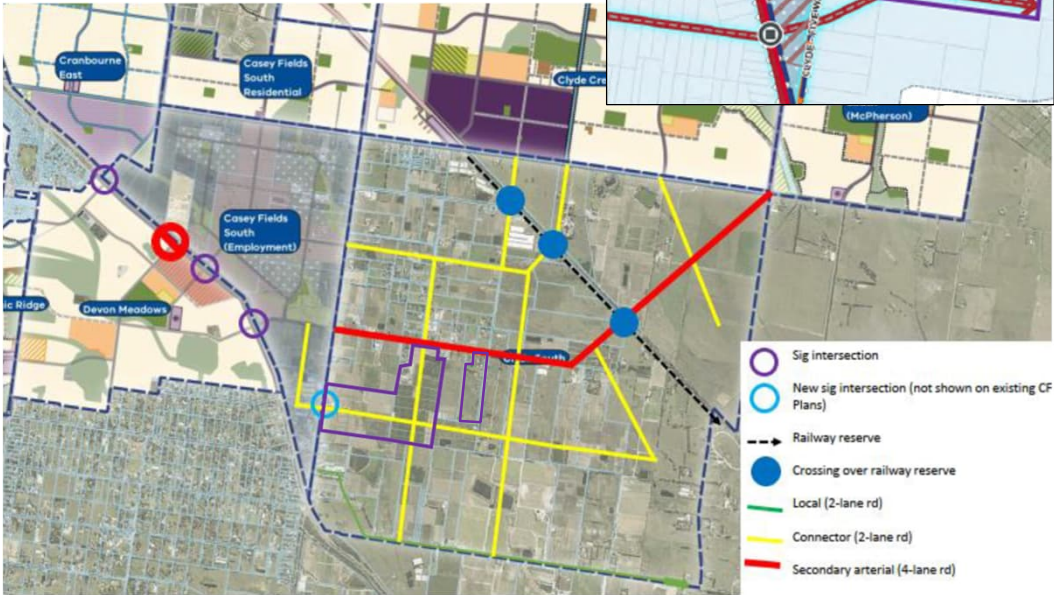 Cranbourne
East
Casey Fields
South
Residential
Clyde Cre
(McPherson)
Casey Fields
South
(Employment)
ic Ridge
Devon Meadows
South
Sig intersection
New sig intersection (not shown on existing CF
Plans)
Railway reserve
Crossing over railway reserve
Local (2-lane rd)
Connector (2-lane rd)
Secondary arterial (4-lane rd)